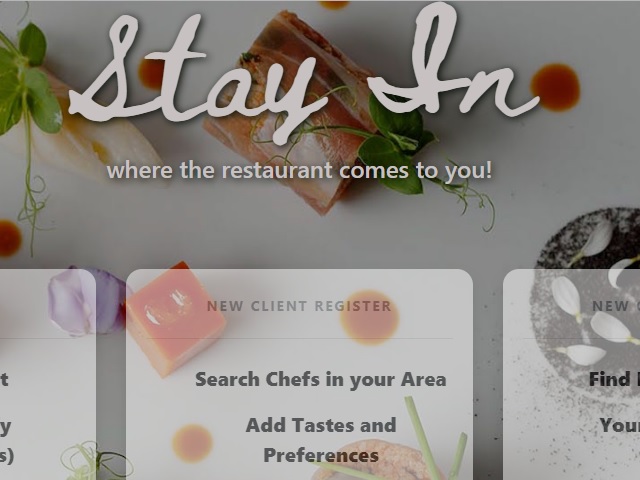 Stay In
where the restaurant comes to you!
NEW CLIENT REGISTER
NEW
Search Chefs in your Area
Find
Add Tastes and
Your
Preferences